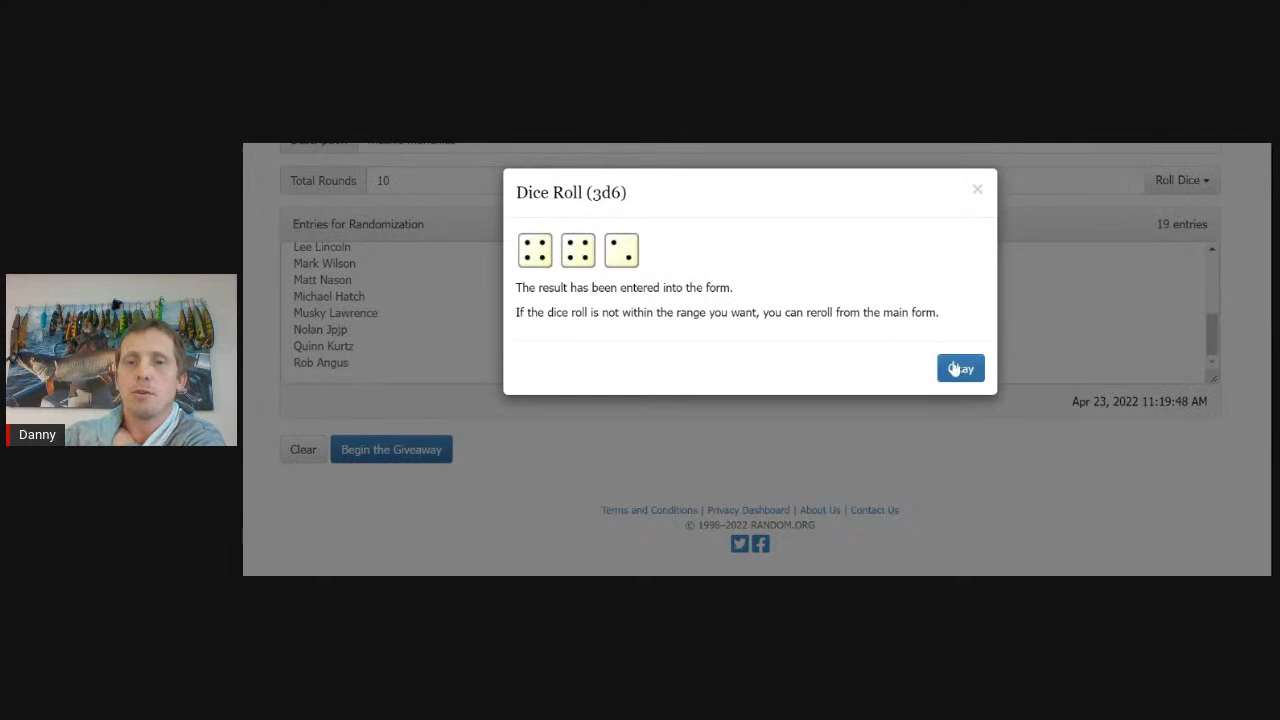 Total Rounds 10
Roll Dice
Entries for Randomization
19 entries
Lee Lincoln
Mark Wilson
Matt Nason
Michael Hatch
Musky Lawrence
Nolan Jpjp
Quinn Kurtz
Rob Angus
Dice Roll (3d6)
×
The result has been entered into the form.
If the dice roll is not within the range you want, you can reroll from the main form.
Okay
Apr 23, 2022 11:19:48 AM
Clear
Begin the Giveaway
Terms and Conditions | Privacy Dashboard | About Us | Contact Us
© 1998–2022 RANDOM.ORG
Danny